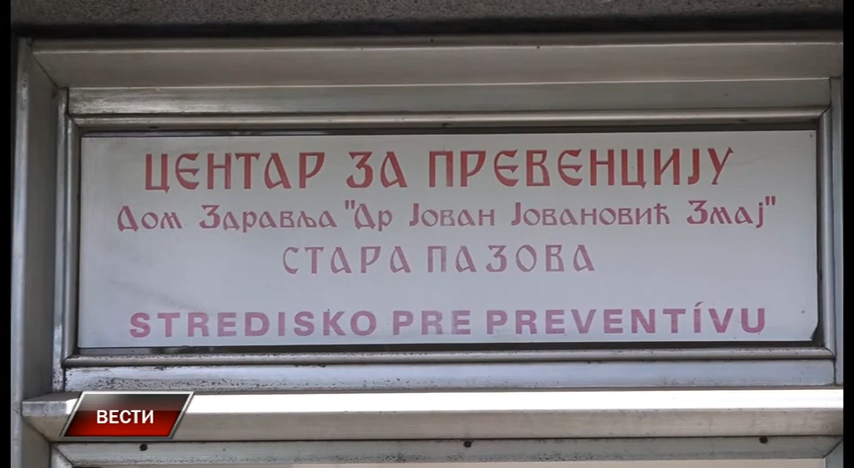 ЦЕНТАР ЗА ПРЕВЕНЦИЈУ
Дом Здравља "Др Јован Јовановић Змај"
СТАРА ПАЗОВА
STREDISKO PRE PREVENTÍVU
ВЕСТИ